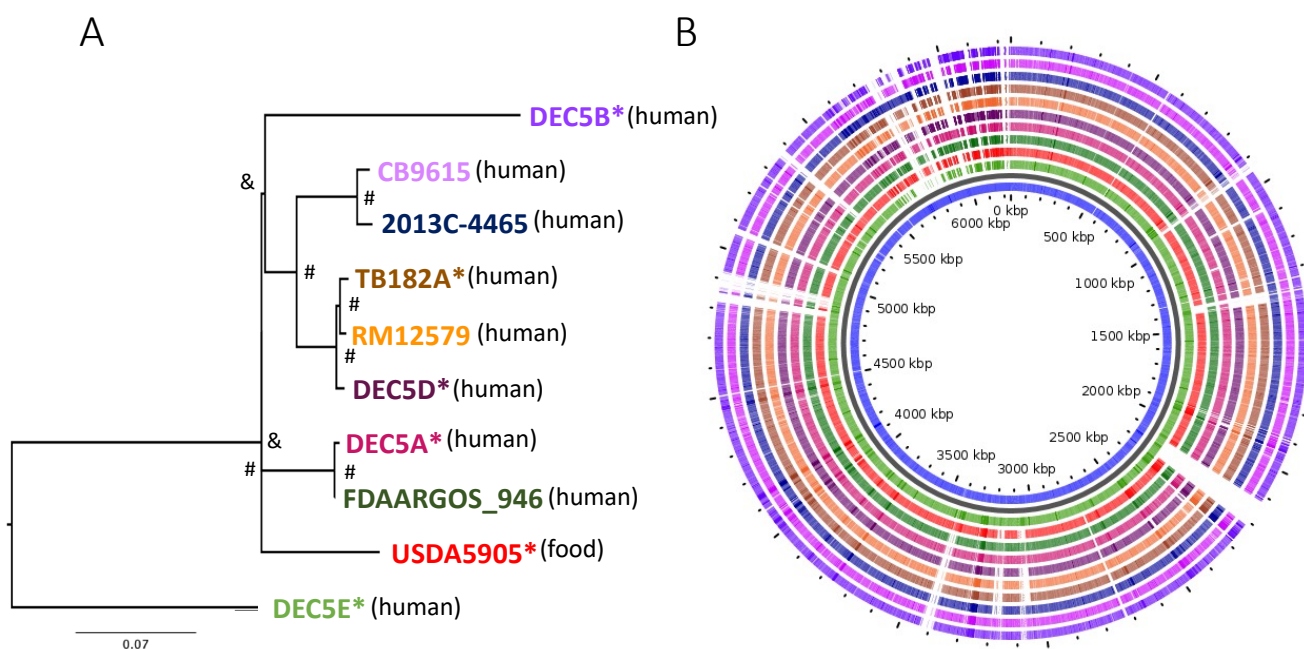 A
DEC5B* (human)
&
CB9615 (human)
#
2013C-4465 (human)
#
TB182A* (human)
#
RM12579 (human)
#
DEC5D* (human)
&
DEC5A* (human)
#
#
FDAARGOS_946 (human)
USDA5905* (food)
DEC5E* (human)
0.07
B
0 kbp
500 kbp
1000 kbp
1500 kbp
2000 kbp
2500 kbp
3000 kbp
3500 kbp
4000 kbp
4500 kbp
5000 kbp
5500 kbp
6000 kbp